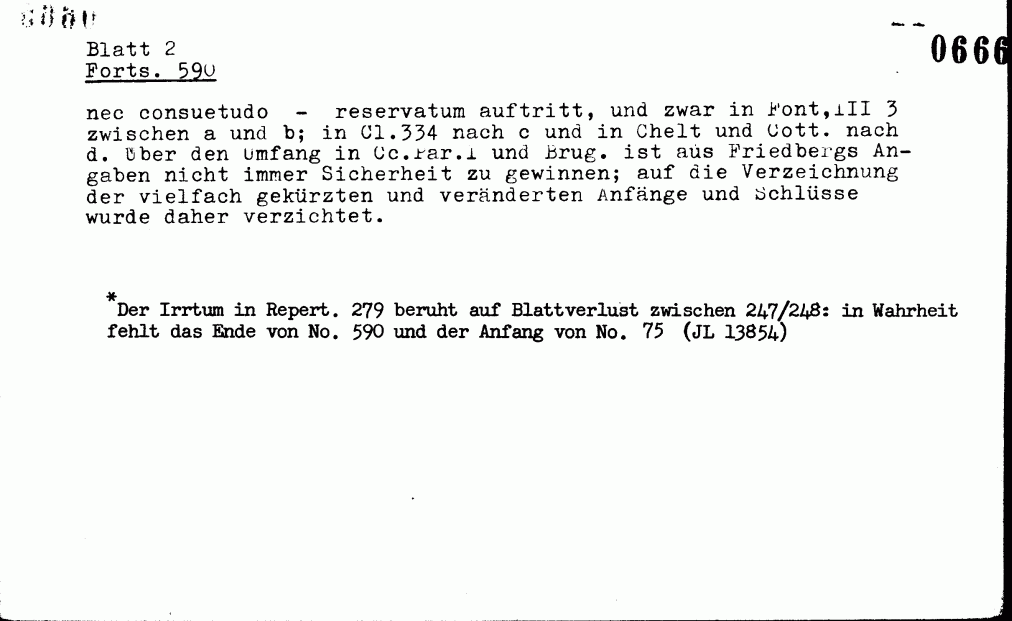 0666
Blatt 2
Forts. 590
nec consuetudo - reservatum auftritt, und zwar in Font,III 3
zwischen a und b; in Cl.334 nach c und in Chelt und Cott. nach
d. Über den Umfang in Cc.Par.I und Brug. ist aus Friedbergs An-
gaben nicht immer Sicherheit zu gewinnen; auf die Verzeichnung
der vielfach gekürzten und veränderten Anfänge und Schlüsse
wurde daher verzichtet.
*Der Irrtum in Repert. 279 beruht auf Blattverlust zwischen 247/248: in Wahrheit
fehlt das Ende von No. 590 und der Anfang von No. 75 (JL 13854)